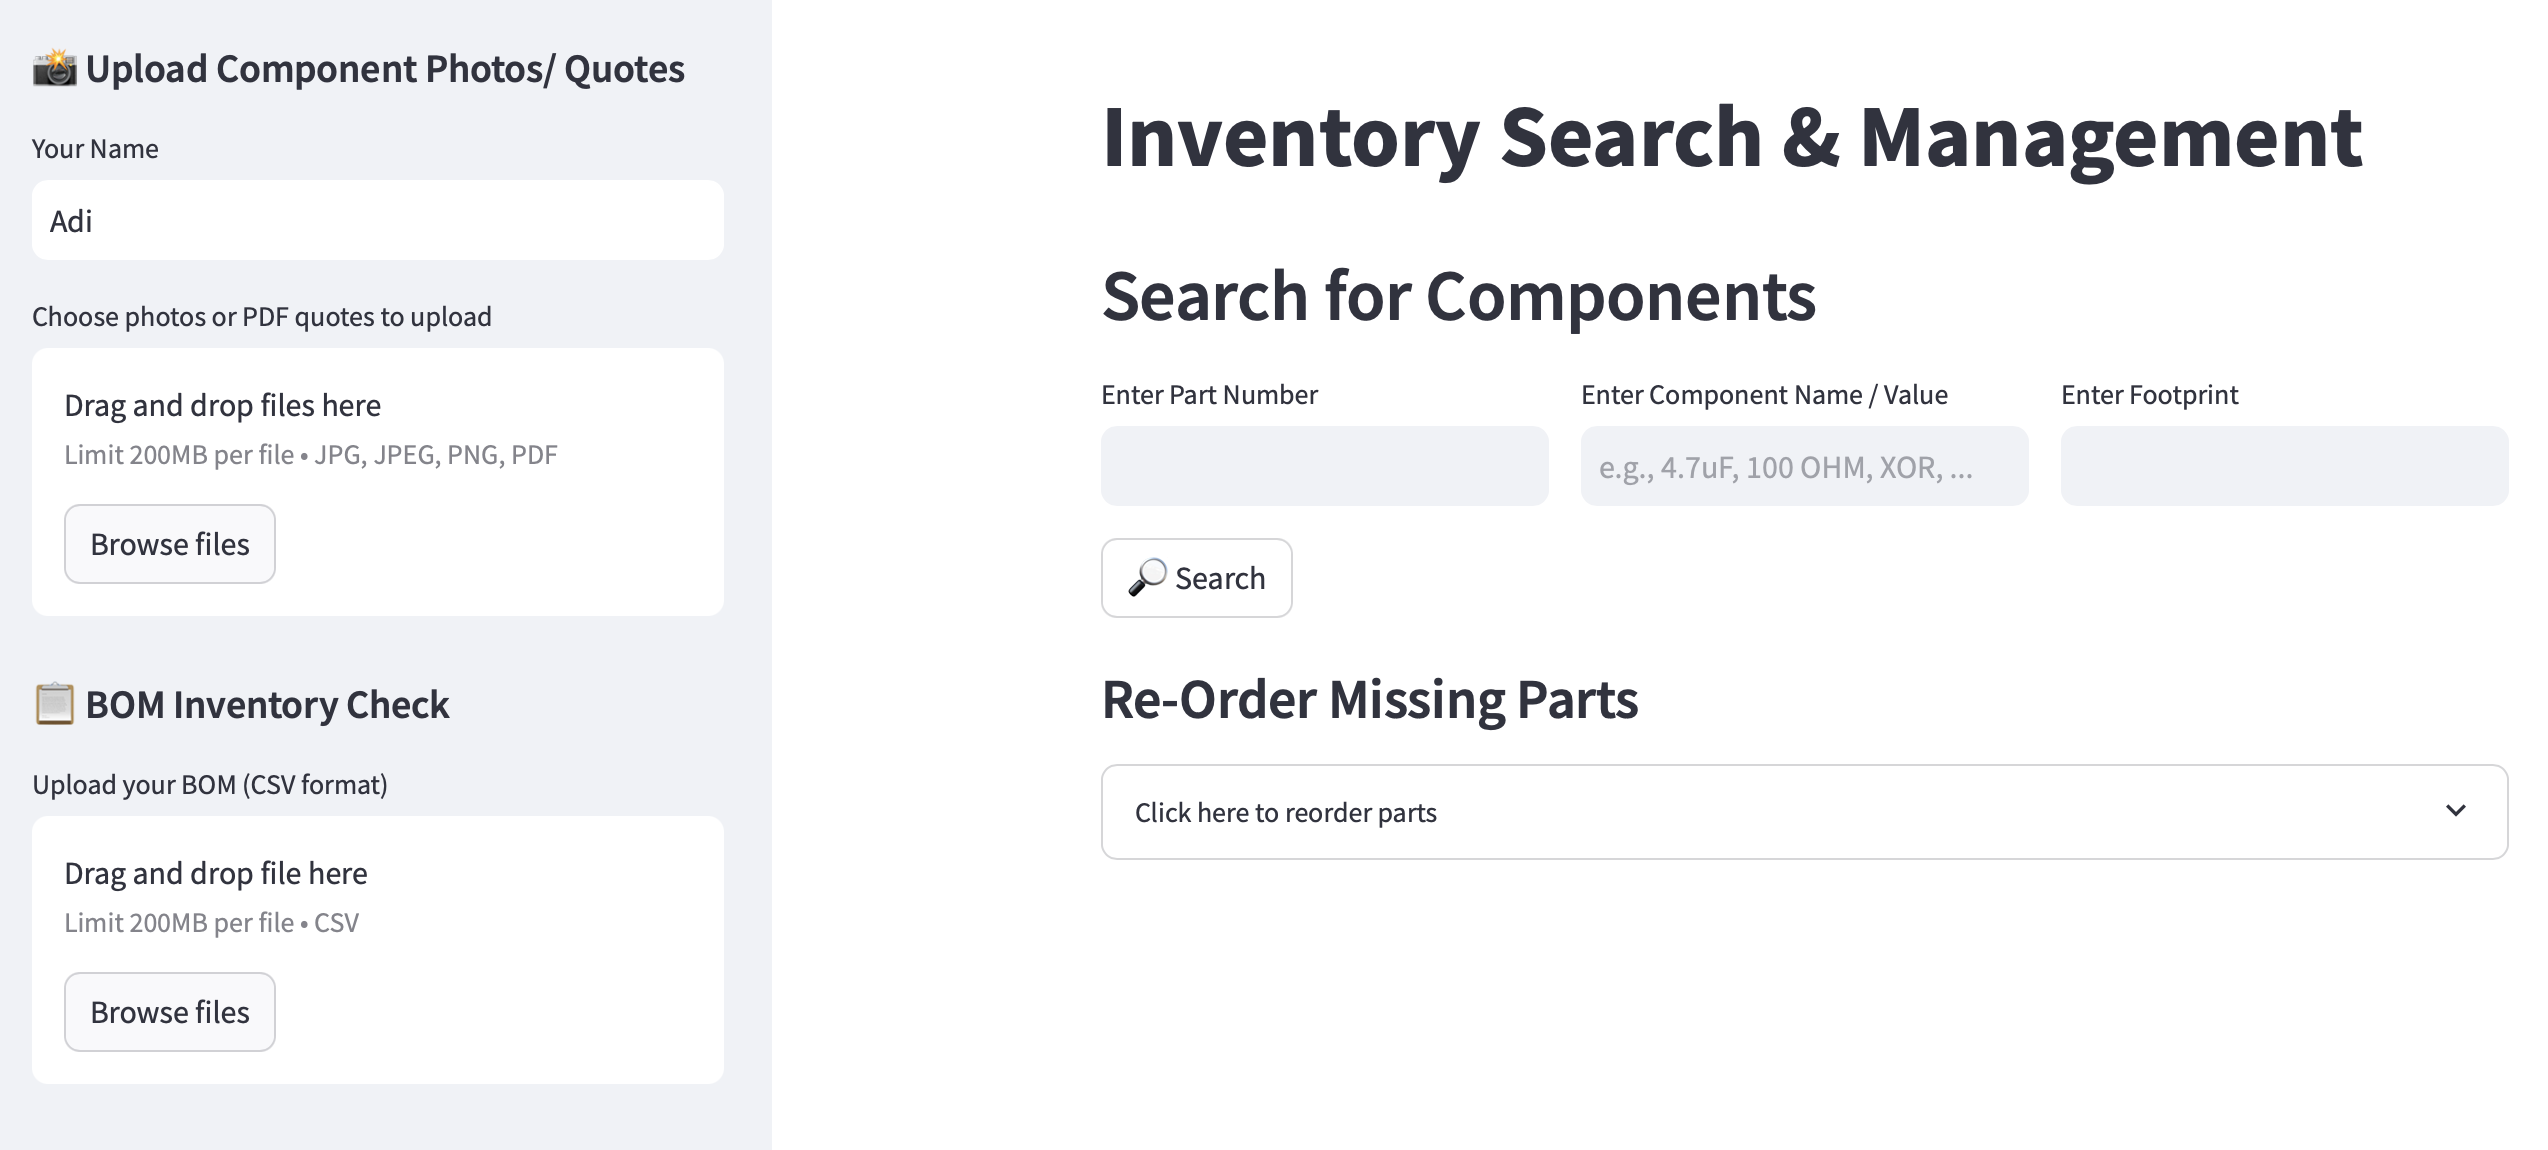 Upload Component Photos/ Quotes
Your Name
Adi
Choose photos or PDF quotes to upload
Drag and drop files here
Limit 200MB per file • JPG, JPEG, PNG, PDF
Browse files
BOM Inventory Check
Upload your BOM (CSV format)
Drag and drop file here
Limit 200MB per file • CSV
Browse files
Inventory Search & Management
Search for Components
Enter Part Number
Enter Component Name / Value
e.g., 4.7uF, 100 OHM, XOR, ...
Enter Footprint
Search
Re-Order Missing Parts
Click here to reorder parts